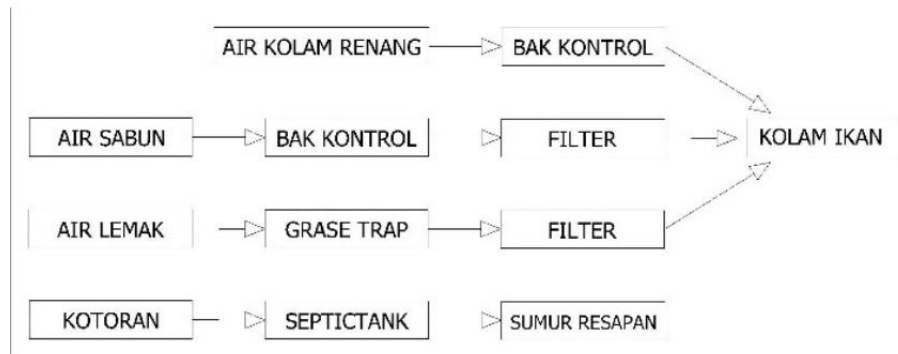 AIR KOLAM RENANG BAK KONTROL
AIR SABUN BAK KONTROL FILTER KOLAM IKAN
AIR LEMAK GRASE TRAP FILTER
KOTORAN SEPTICTANK SUMUR RESAPAN